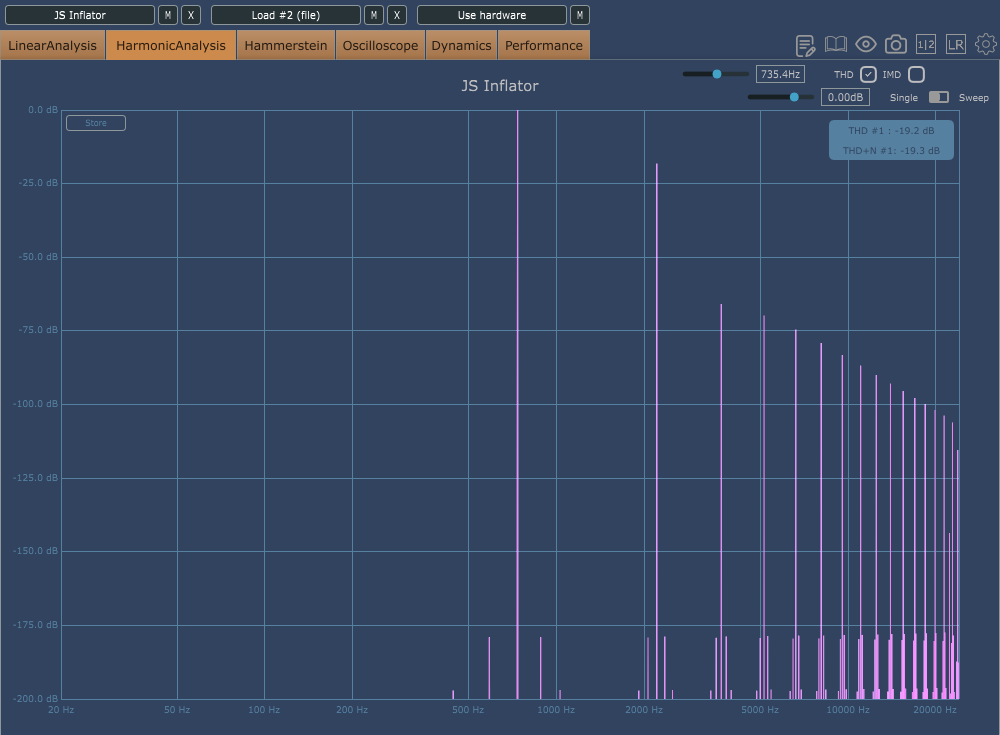 JS Inflator M X Load #2 (file) M X Use hardware M
LinearAnalysis HarmonicAnalysis Hammerstein Oscilloscope Dynamics Performance 1|2 LR
JS Inflator
735.4Hz THD IMD
0.00dB Single Sweep
Store
THD #1 : -19.2 dB
THD+N #1: -19.3 dB
0.0 dB
-25.0 dB
-50.0 dB
-75.0 dB
-100.0 dB
-125.0 dB
-150.0 dB
-175.0 dB
-200.0 dB
20 Hz 50 Hz 100 Hz 200 Hz 500 Hz 1000 Hz 2000 Hz 5000 Hz 10000 Hz 20000 Hz